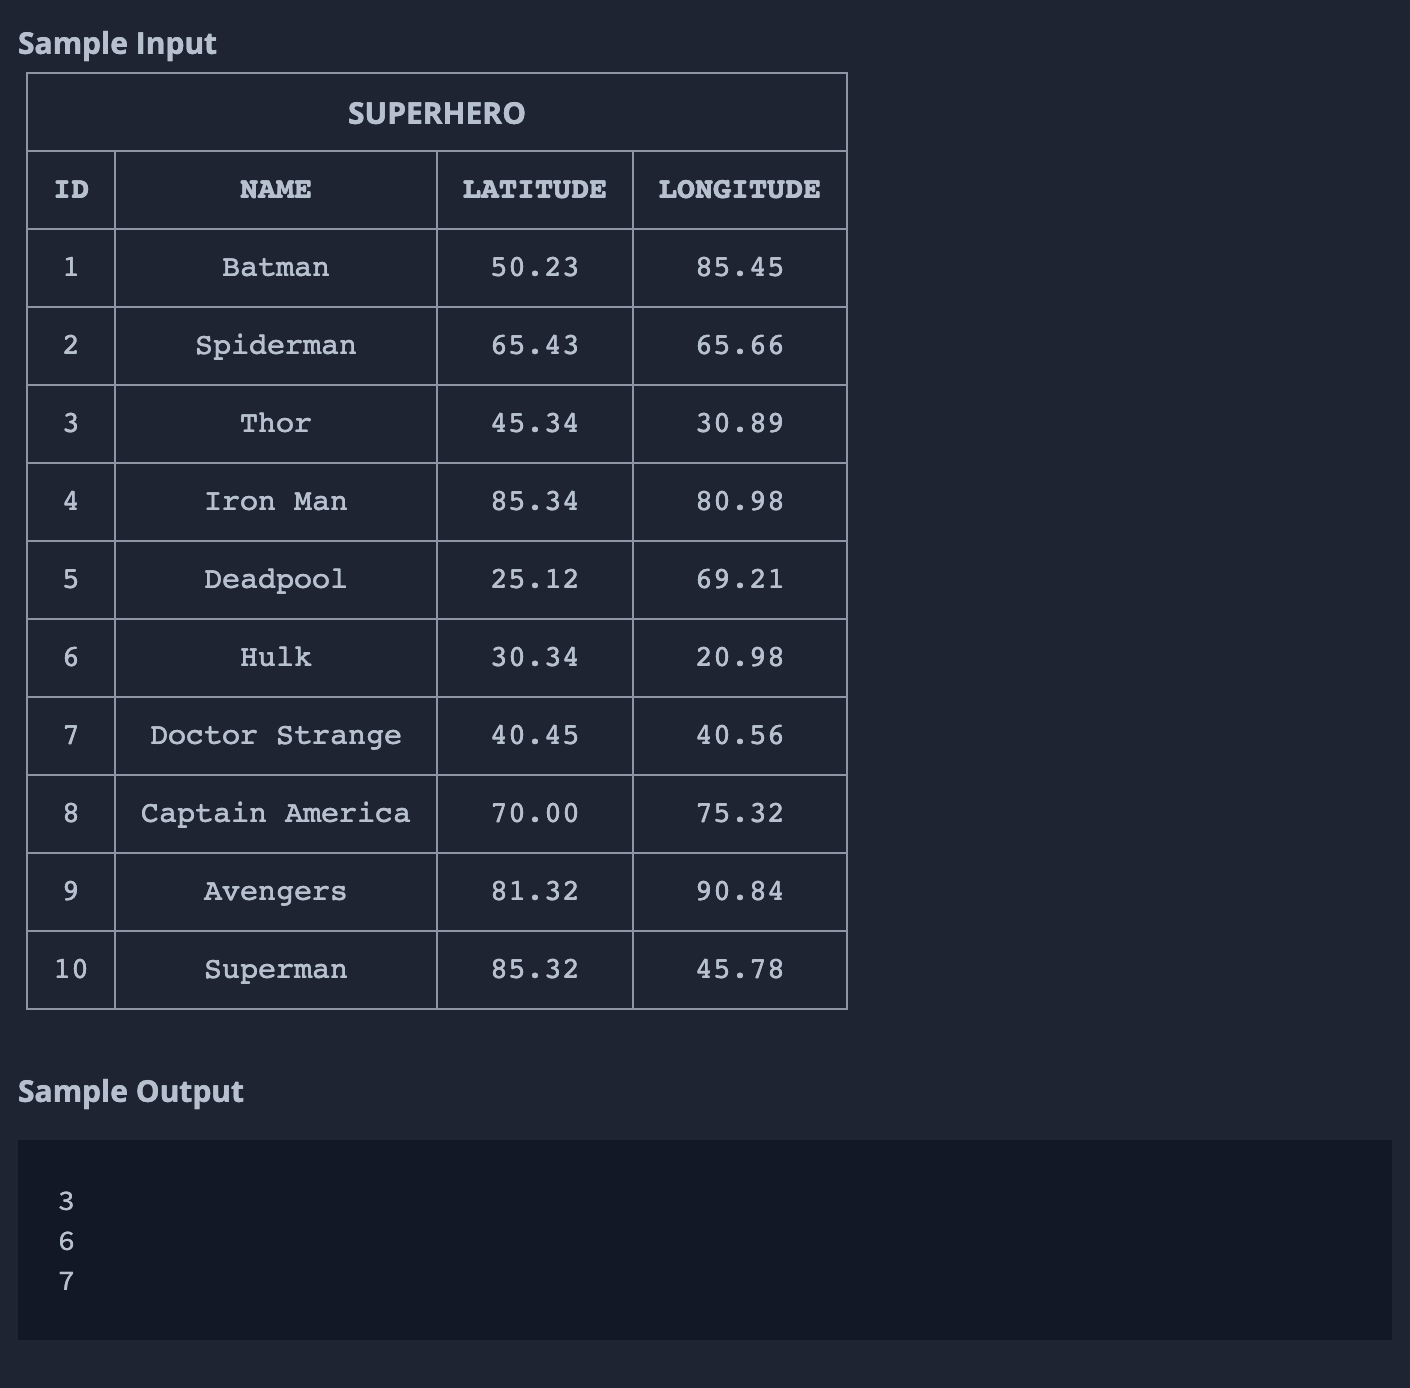 Sample Input
SUPERHERO
ID NAME LATITUDE LONGITUDE
1 Batman 50.23 85.45
2 Spiderman 65.43 65.66
3 Thor 45.34 30.89
4 Iron Man 85.34 80.98
5 Deadpool 25.12 69.21
6 Hulk 30.34 20.98
7 Doctor Strange 40.45 40.56
8 Captain America 70.00 75.32
9 Avengers 81.32 90.84
10 Superman 85.32 45.78
Sample Output
3
6
7